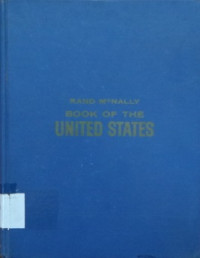 RAND MCNALLY
BOOK OF THE
UNITED STATES